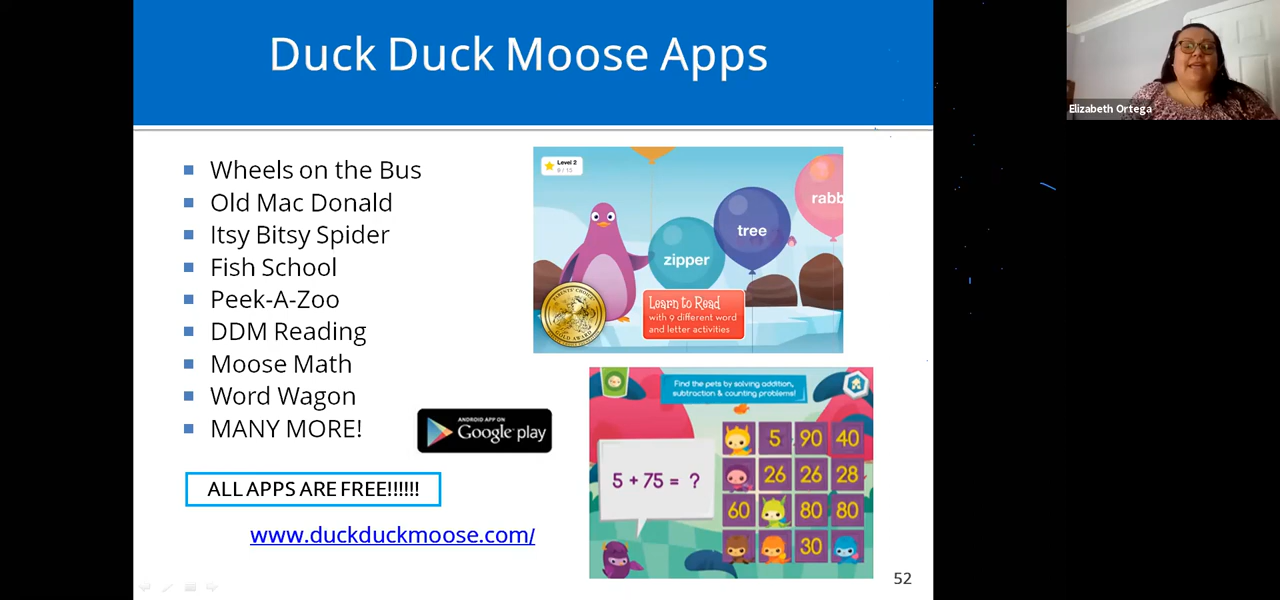 Duck Duck Moose Apps
Elizabeth Ortega
Wheels on the Bus
Old Mac Donald
Itsy Bitsy Spider
Fish School
Peek-A-Zoo
DDM Reading
Moose Math
Word Wagon
MANY MORE!
ANDROID APP ON
Google play
ALL APPS ARE FREE!!!!!!
www.duckduckmoose.com/
Level 2
rabb
tree
zipper
Learn to Read
with 9 different word
and letter activities
GOLD AWARD
Find the pets by solving addition,
subtraction & counting problems!
5 + 75 = ?
5 90 40
26 26 28
60 80 80
30
52